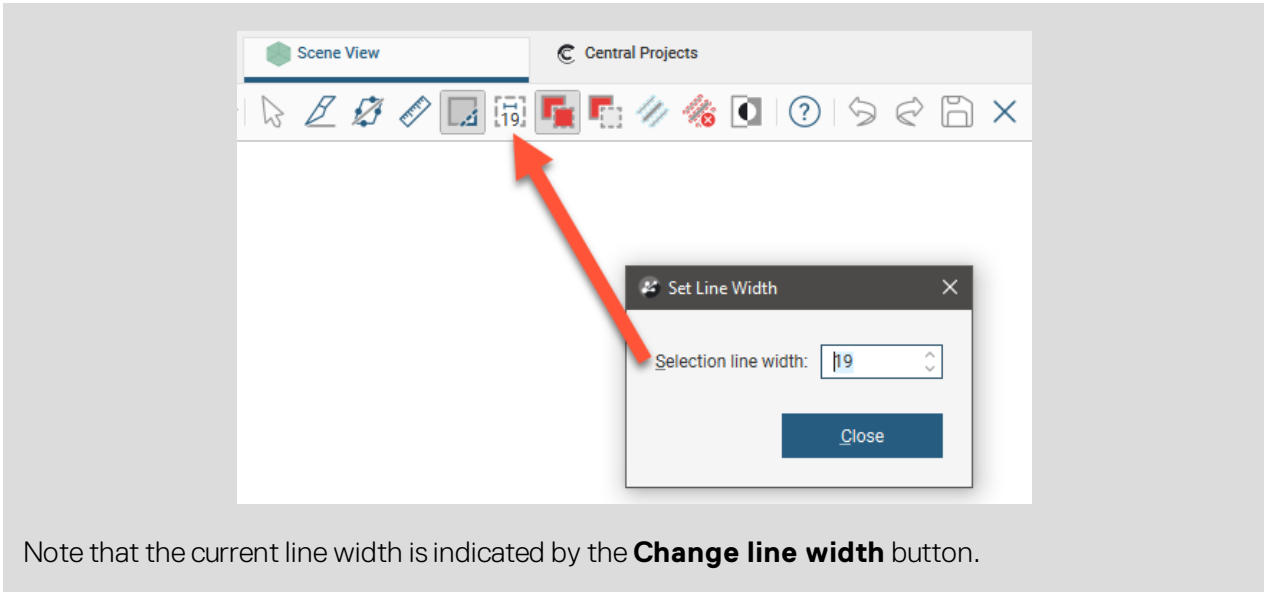 Scene View
Central Projects
19
Set Line Width
Selection line width: 19
Close
Note that the current line width is indicated by the Change line width button.